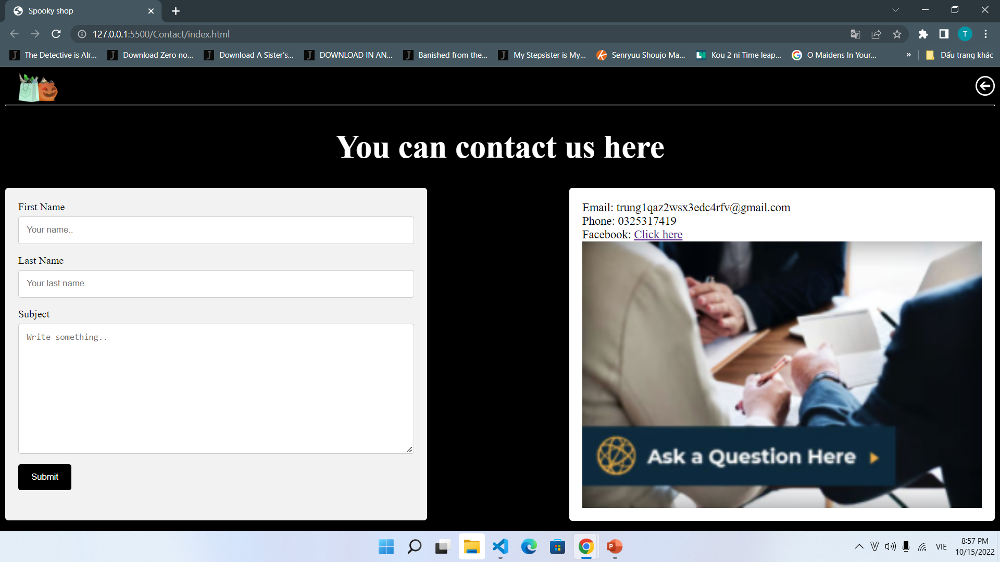 Spooky shop
127.0.0.1:5500/Contact/index.html
The Detective is Alr...
Download Zero no...
Download A Sister's...
DOWNLOAD IN AN...
Banished from the...
My Stepsister is My...
Senryuu Shoujo Ma...
Kou 2 ni Time leap...
O Maidens In Your...
»
Dấu trang khác
You can contact us here
First Name
Your name..
Last Name
Your last name..
Subject
Write something..
Submit
Email: trung1qaz2wsx3edc4rfv@gmail.com
Phone: 0325317419
Facebook: Click here
Ask a Question Here
VIE
8:57 PM
10/15/2022